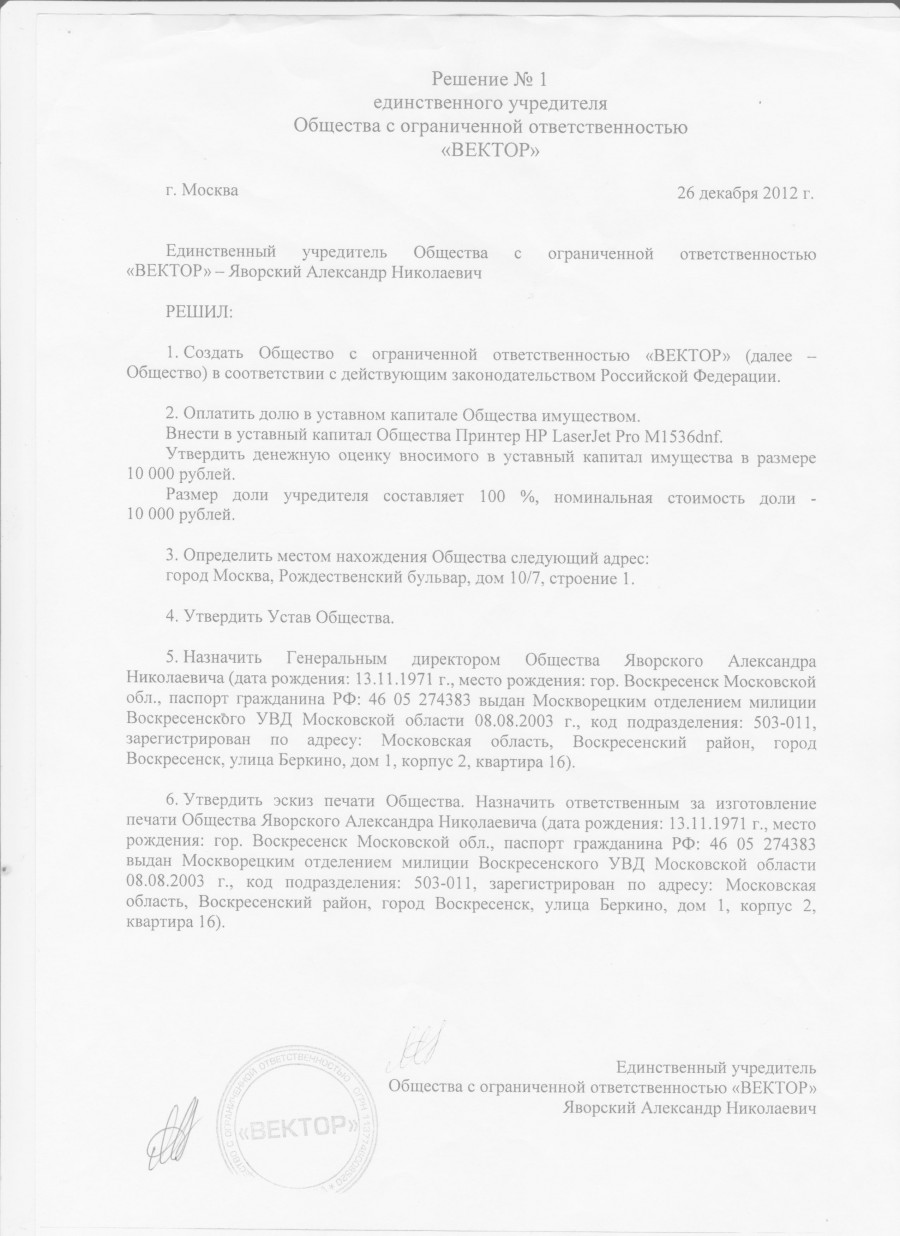 Решение № 1
единственного учредителя
Общества с ограниченной ответственностью
«ВЕКТОР»
г. Москва
26 декабря 2012 г.
Единственный учредитель Общества с ограниченной ответственностью
«ВЕКТОР» – Яворский Александр Николаевич
РЕШИЛ:
1. Создать Общество с ограниченной ответственностью «ВЕКТОР» (далее –
Общество) в соответствии с действующим законодательством Российской Федерации.
2. Оплатить долю в уставном капитале Общества имуществом.
Внести в уставный капитал Общества Принтер HP LaserJet Pro M1536dnf.
Утвердить денежную оценку вносимого в уставный капитал имущества в размере
10 000 рублей.
Размер доли учредителя составляет 100 %, номинальная стоимость доли -
10 000 рублей.
3. Определить местом нахождения Общества следующий адрес:
город Москва, Рождественский бульвар, дом 10/7, строение 1.
4. Утвердить Устав Общества.
5. Назначить Генеральным директором Общества Яворского Александра
Николаевича (дата рождения: 13.11.1971 г., место рождения: гор. Воскресенск Московской
обл., паспорт гражданина РФ: 46 05 274383 выдан Москворецким отделением милиции
Воскресенского УВД Московской области 08.08.2003 г., код подразделения: 503-011,
зарегистрирован по адресу: Московская область, Воскресенский район, город
Воскресенск, улица Беркино, дом 1, корпус 2, квартира 16).
6. Утвердить эскиз печати Общества. Назначить ответственным за изготовление
печати Общества Яворского Александра Николаевича (дата рождения: 13.11.1971 г., место
рождения: гор. Воскресенск Московской обл., паспорт гражданина РФ: 46 05 274383
выдан Москворецким отделением милиции Воскресенского УВД Московской области
08.08.2003 г., код подразделения: 503-011, зарегистрирован по адресу: Московская
область, Воскресенский район, город Воскресенск, улица Беркино, дом 1, корпус 2,
квартира 16).
Единственный учредитель
Общества с ограниченной ответственностью «ВЕКТОР»
Яворский Александр Николаевич
С ОГРАНИЧЕННОЙ ОТВЕТСТВЕННОСТЬЮ
«ВЕКТОР»